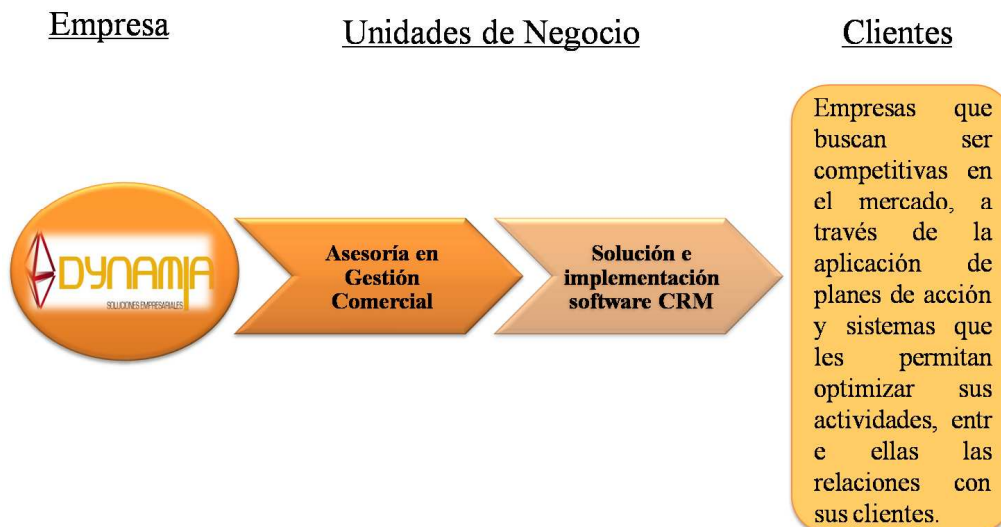 Empresa
Unidades de Negocio
Clientes
DYNAMIA
SOLUCIONES EMPRESARIALES
Asesoría en
Gestión
Comercial
Solución e
implementación
software CRM
Empresas que
buscan ser
competitivas en
el mercado, a
través de la
aplicación de
planes de acción
y sistemas que
les permitan
optimizar sus
actividades, entr
e ellas las
relaciones con
sus clientes.